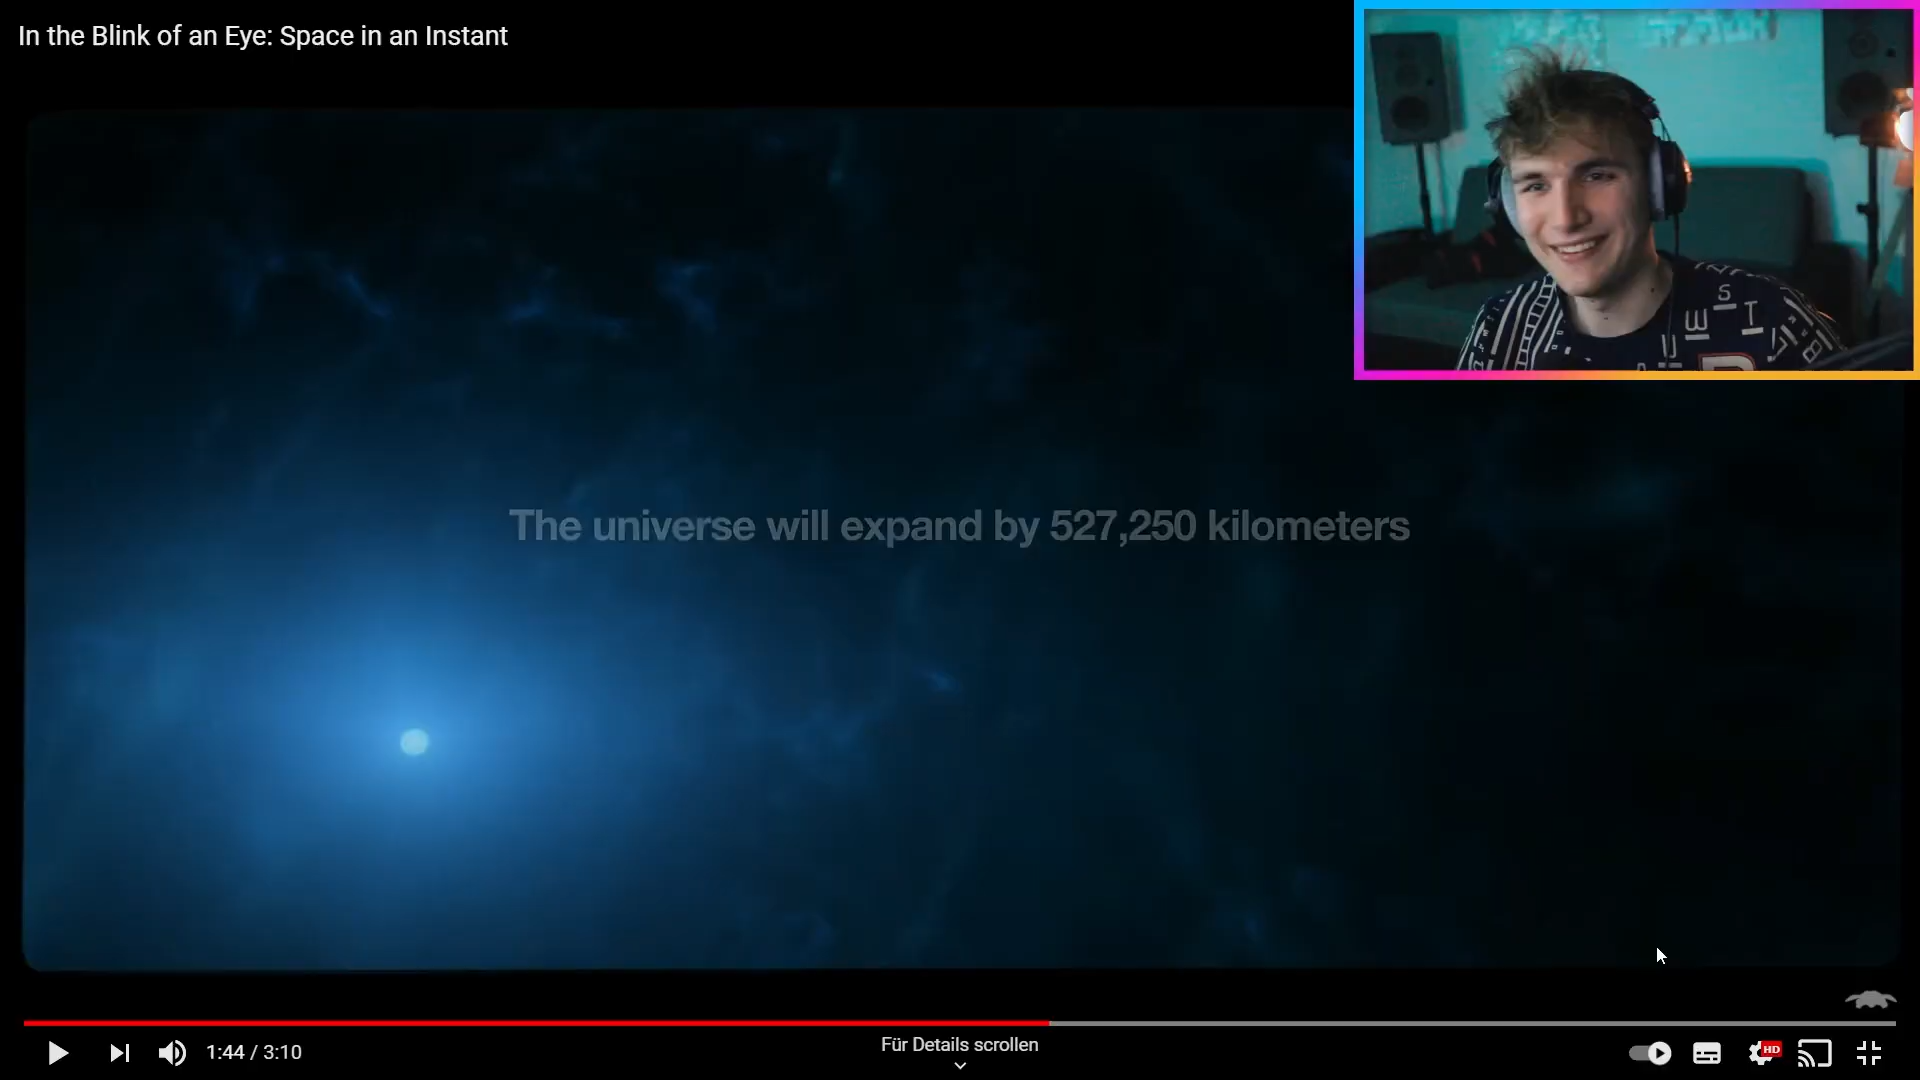 In the Blink of an Eye: Space in an Instant
S
W T
U
The universe will expand by 527,250 kilometers
1:44 / 3:10
Für Details scrollen
HD